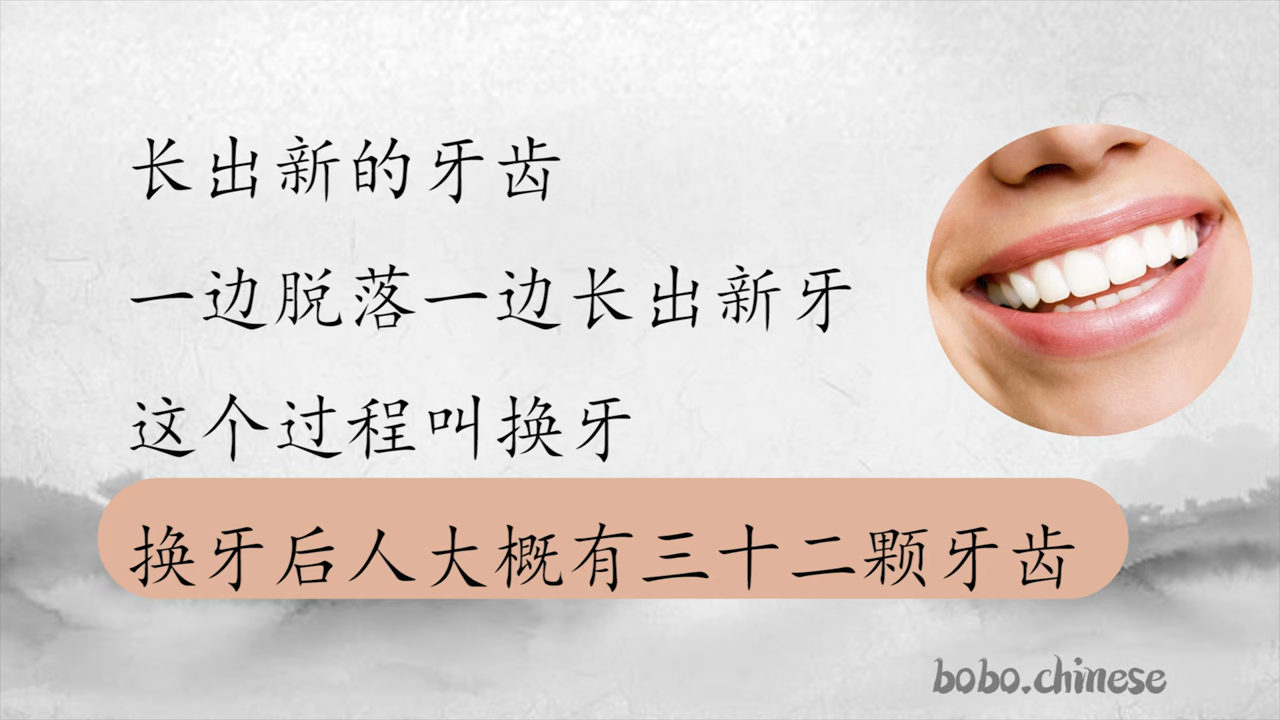 长出新的牙齿
一边脱落一边长出新牙
这个过程叫换牙
换牙后人大概有三十二颗牙齿
bobo.chinese